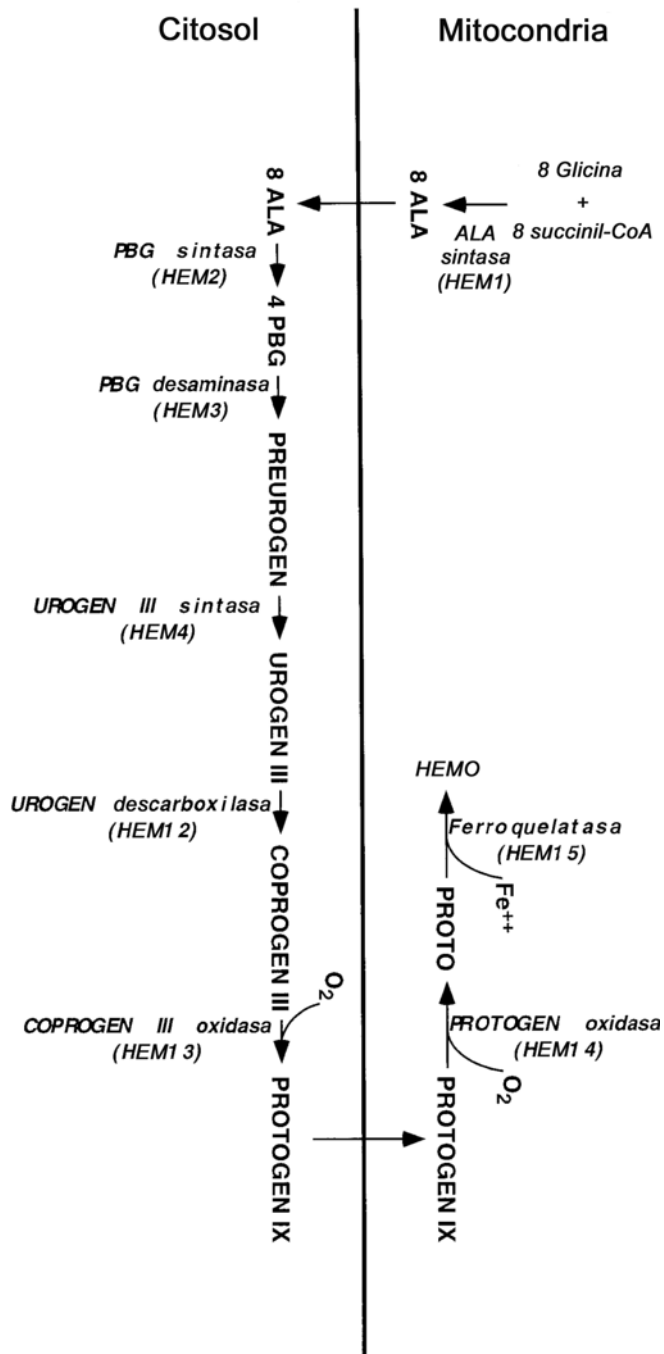 Citosol
Mitocondria
8 Glicina
+
8 succinil-CoA
ALA
sintasa
(HEM1)
8 ALA
8 ALA
PBG sintasa
(HEM2)
4 PBG
PBG desaminasa
(HEM3)
PREUROGEN
UROGEN III sintasa
(HEM4)
UROGEN III
UROGEN descarboxilasa
(HEM12)
COPROGEN III
O2
COPROGEN III oxidasa
(HEM13)
PROTOGEN IX
PROTOGEN IX
PROTOGEN oxidasa
(HEM14)
O2
PROTO
Ferroquelatasa
(HEM15)
Fe++
HEMO